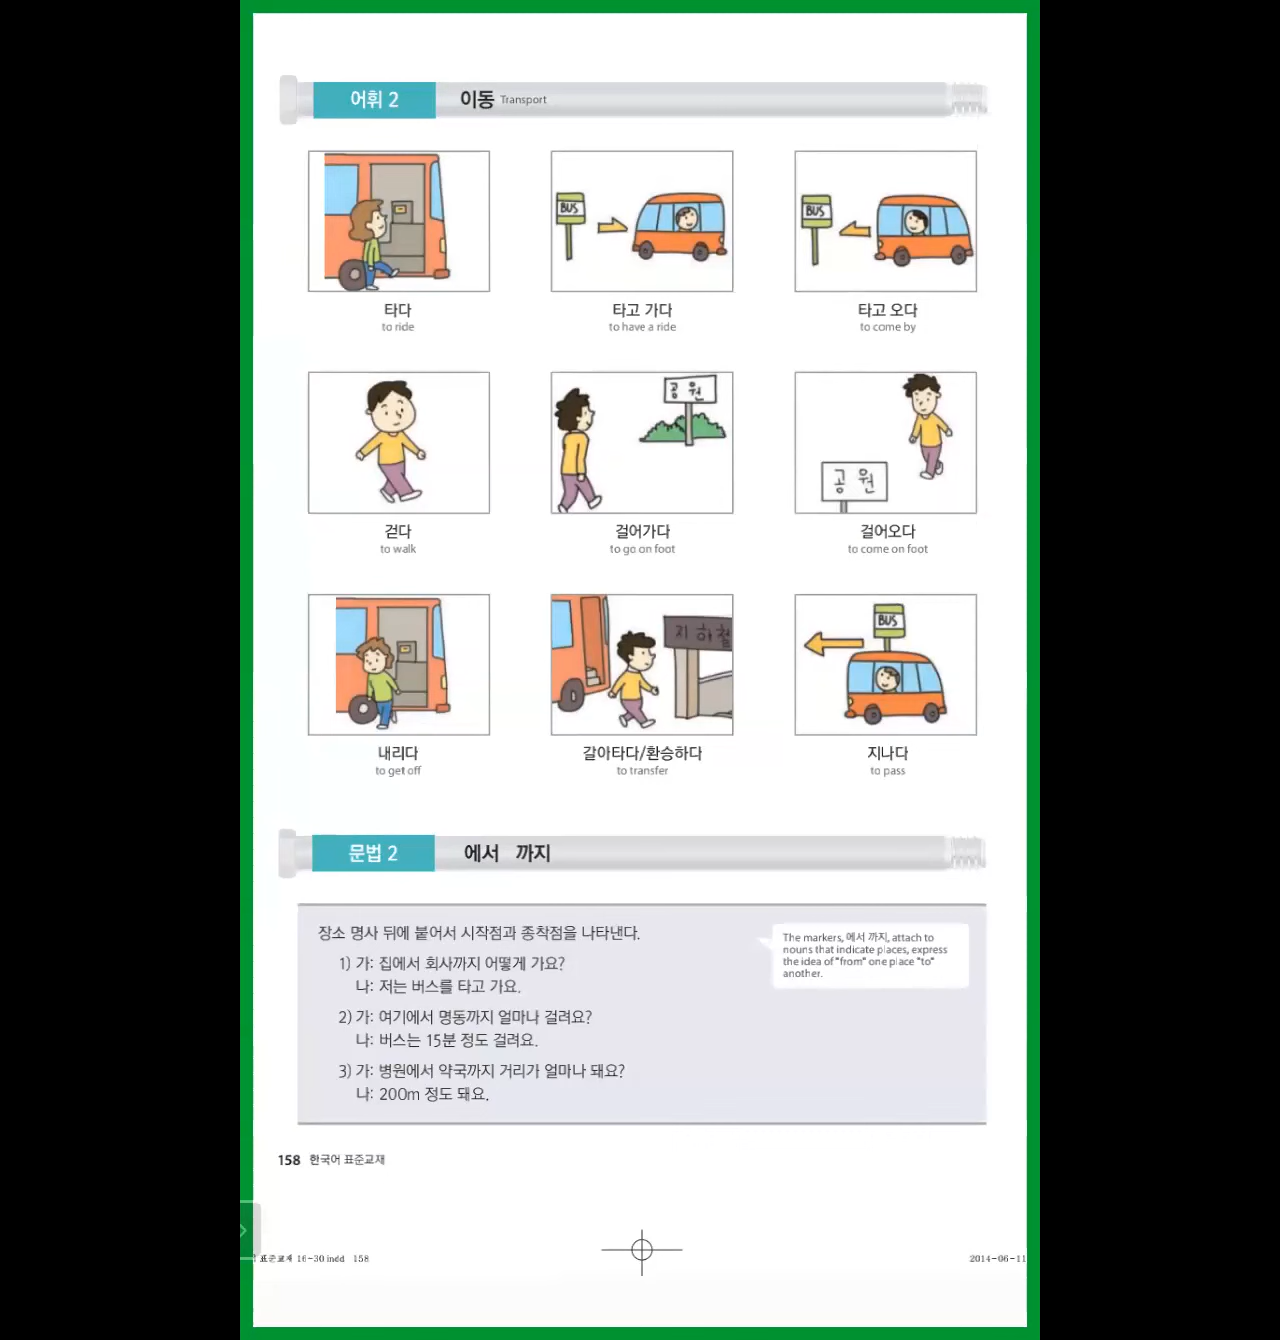 어휘 2 이동 Transport
BUS
BUS
타다 타고 가다 타고 오다
to ride to have a ride to come by
공원
공원
걷다 걸어가다 걸어오다
to walk to go on foot to come on foot
지하철
BUS
내리다 갈아타다/환승하다 지나다
to get off to transfer to pass
문법 2 에서 까지
장소 명사 뒤에 붙어서 시작점과 종착점을 나타낸다.
The markers, 에서 까지, attach to
nouns that indicate places, express
the idea of "from" one place "to"
another.
1) 가: 집에서 회사까지 어떻게 가요?
나: 저는 버스를 타고 가요.
2) 가: 여기에서 명동까지 얼마나 걸려요?
나: 버스는 15분 정도 걸려요.
3) 가: 병원에서 약국까지 거리가 얼마나 돼요?
나: 200m 정도 돼요.
158 한국어 표준교재
표준교재 16-30.indd 158 2014-06-11